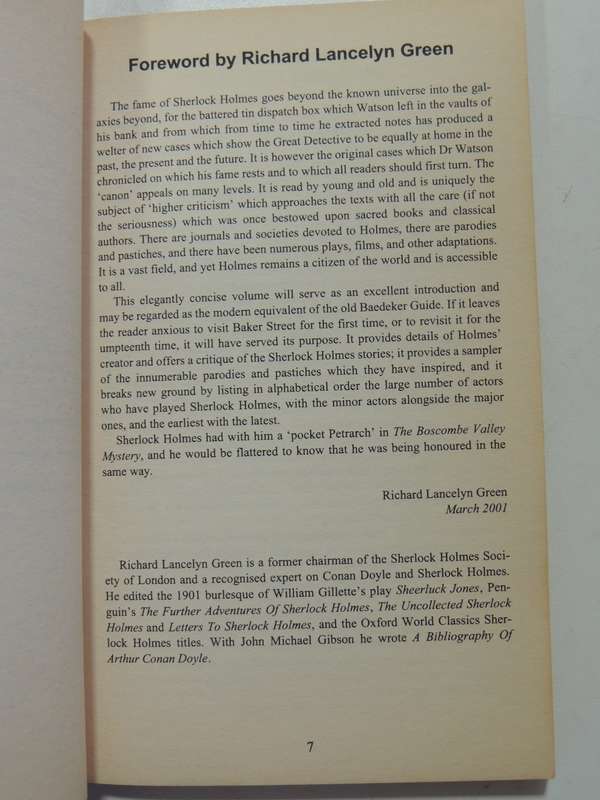 Foreword by Richard Lancelyn Green
The fame of Sherlock Holmes goes beyond the known universe into the gal-
axies beyond, for the battered tin dispatch box which Watson left in the vaults of
his bank and from which from time to time he extracted notes has produced a
welter of new cases which show the Great Detective to be equally at home in the
past, the present and the future. It is however the original cases which Dr Watson
chronicled on which his fame rests and to which all readers should first turn. The
'canon' appeals on many levels. It is read by young and old and is uniquely the
subject of 'higher criticism' which approaches the texts with all the care (if not
the seriousness) which was once bestowed upon sacred books and classical
authors. There are journals and societies devoted to Holmes, there are parodies
and pastiches, and there have been numerous plays, films, and other adaptations.
It is a vast field, and yet Holmes remains a citizen of the world and is accessible
to all.
This elegantly concise volume will serve as an excellent introduction and
may be regarded as the modern equivalent of the old Baedeker Guide. If it leaves
the reader anxious to visit Baker Street for the first time, or to revisit it for the
umpteenth time, it will have served its purpose. It provides details of Holmes'
creator and offers a critique of the Sherlock Holmes stories; it provides a sampler
of the innumerable parodies and pastiches which they have inspired, and it
breaks new ground by listing in alphabetical order the large number of actors
who have played Sherlock Holmes, with the minor actors alongside the major
ones, and the earliest with the latest.
Sherlock Holmes had with him a 'pocket Petrarch' in The Boscombe Valley
Mystery, and he would be flattered to know that he was being honoured in the
same way.
Richard Lancelyn Green
March 2001
Richard Lancelyn Green is a former chairman of the Sherlock Holmes Soci-
ety of London and a recognised expert on Conan Doyle and Sherlock Holmes.
He edited the 1901 burlesque of William Gillette's play Sheerluck Jones, Pen-
guin's The Further Adventures Of Sherlock Holmes, The Uncollected Sherlock
Holmes and Letters To Sherlock Holmes, and the Oxford World Classics Sher-
lock Holmes titles. With John Michael Gibson he wrote A Bibliography Of
Arthur Conan Doyle.
7